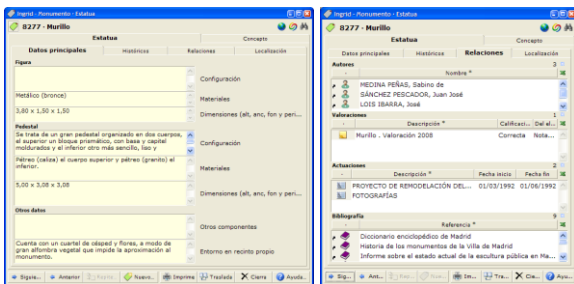 Ingrid - Monumento - Estatua
8277 - Murillo
Estatua Concepto
Datos principales Históricos Relaciones Localización
Figura
Configuración
Metálico (bronce)
Materiales
3,80 x 1,50 x 1,50
Dimensiones (alt, anc, fon y peri...
Pedestal
Se trata de un gran pedestal organizado en dos cuerpos,
el superior un bloque prismático, con base y capital
moldurados y el inferior otro más sencillo, liso y
Configuración
Pétreo (caliza) el cuerpo superior y pétreo (granito) el
inferior.
Materiales
5,00 x 3,08 x 3,08
Dimensiones (alt, anc, fon y peri...
Otros datos
Otros componentes
Cuenta con un cuartel de césped y flores, a modo de
gran alfombra vegetal que impide la aproximación al
monumento.
Entorno en recinto propio
Siguie... Anterior Nuevo... Imprime Traslada Cierra Ayuda...
Ingrid - Monumento - Estatua
8277 - Murillo
Estatua Concepto
Datos principales Históricos Relaciones Localización
Autores 3
Nombre *
MEDINA PEÑAS, Sabino de
SÁNCHEZ PESCADOR, Juan José
LOIS IBARRA, José
Valoraciones 1
Descripción * Calificaci... Del el...
Murillo . Valoración 2008 Correcta Nota...
Actuaciones 2
Descripción * Fecha inicio Fecha fin
PROYECTO DE REMODELACIÓN DEL... 01/03/1992 01/06/1992
FOTOGRAFÍAS
Bibliografía 9
Referencia *
Diccionario enciclopédico de Madrid
Historia de los monumentos de la Villa de Madrid
Informe sobre el estado actual de la escultura pública en Ma...
Sig... Ant... Im... Tra... Cie... Ayu...